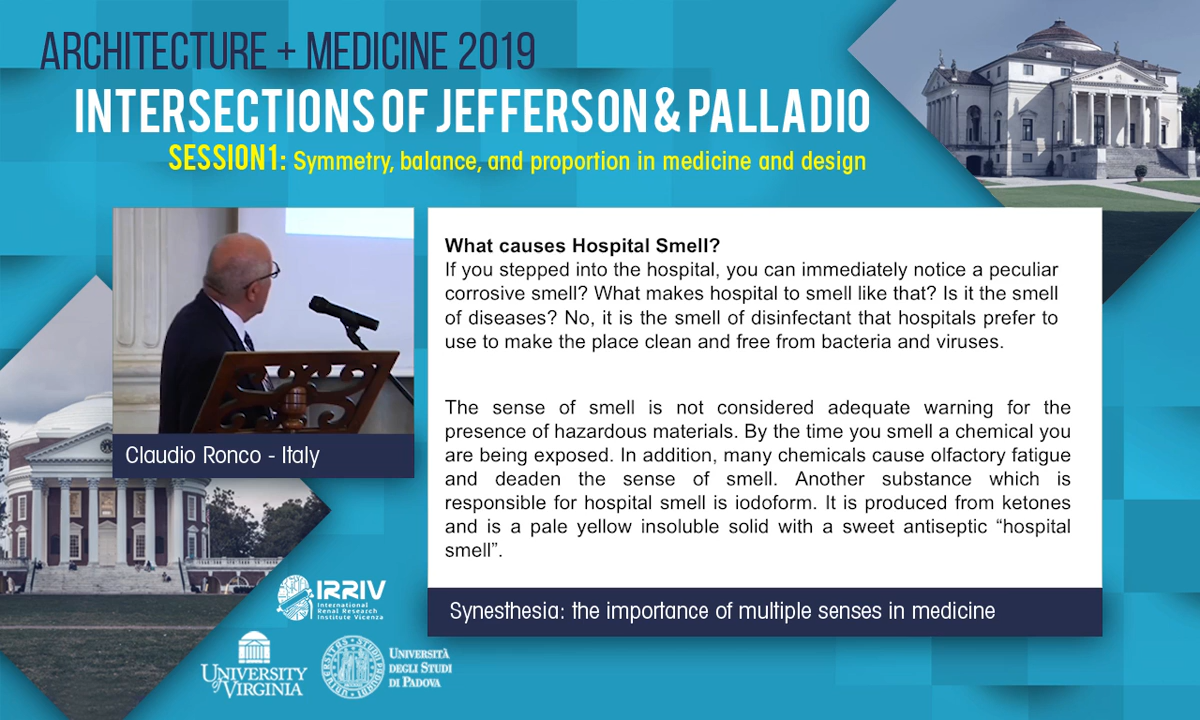 ARCHITECTURE + MEDICINE 2019
INTERSECTIONS OF JEFFERSON & PALLADIO
SESSION1: Symmetry, balance, and proportion in medicine and design
What causes Hospital Smell?
If you stepped into the hospital, you can immediately notice a peculiar
corrosive smell? What makes hospital to smell like that? Is it the smell
of diseases? No, it is the smell of disinfectant that hospitals prefer to
use to make the place clean and free from bacteria and viruses.
The sense of smell is not considered adequate warning for the
presence of hazardous materials. By the time you smell a chemical you
are being exposed. In addition, many chemicals cause olfactory fatigue
and deaden the sense of smell. Another substance which is
responsible for hospital smell is iodoform. It is produced from ketones
and is a pale yellow insoluble solid with a sweet antiseptic “hospital
smell”.
Claudio Ronco - Italy
Synesthesia: the importance of multiple senses in medicine
IRRIV
International
Renal Research
Institute Vicenza
UNIVERSITY
of VIRGINIA
UNIVERSITÀ
DEGLI STUDI
DI PADOVA